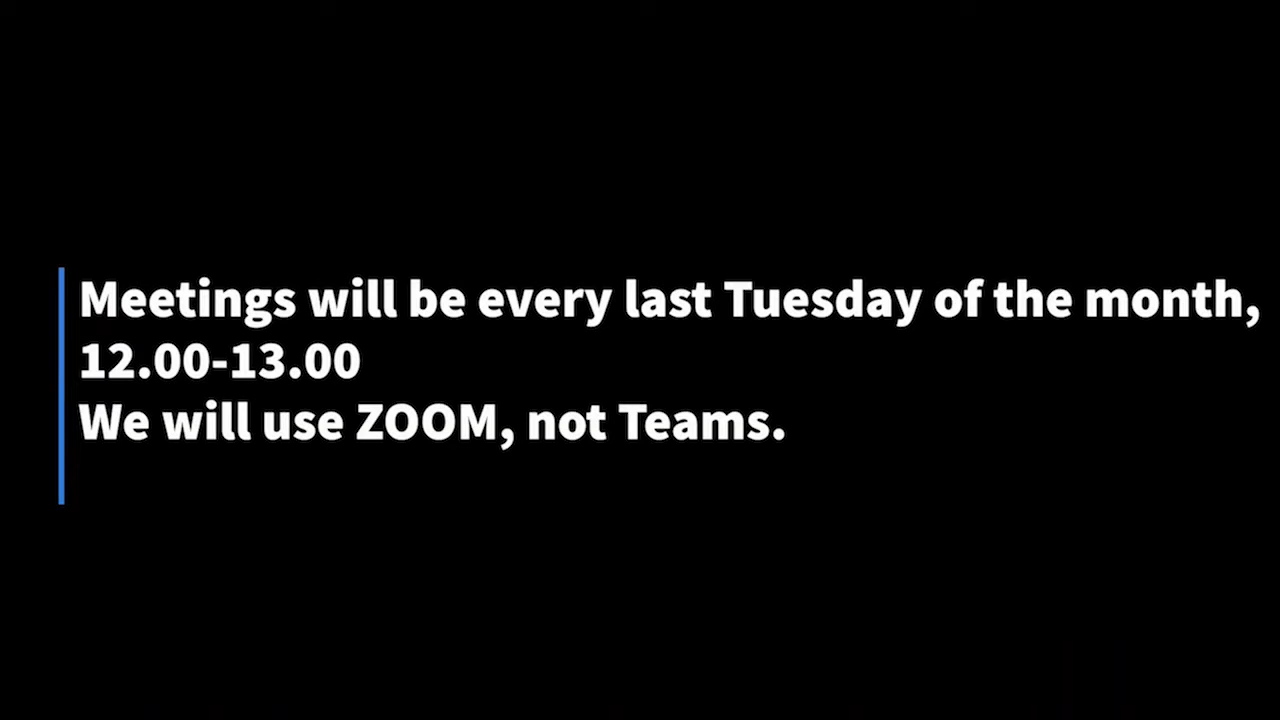 Meetings will be every last Tuesday of the month,
12.00-13.00
We will use ZOOM, not Teams.